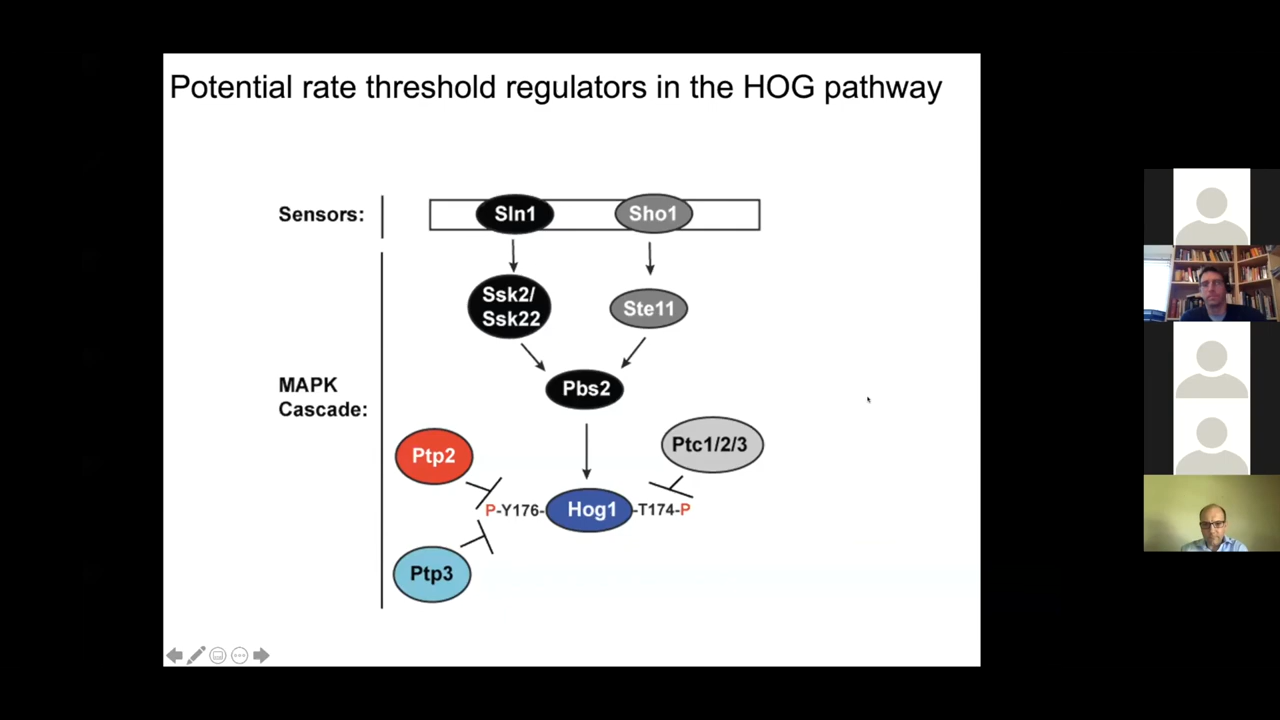 Potential rate threshold regulators in the HOG pathway
Sensors:
Sln1
Sho1
Ssk2/
Ssk22
Ste11
MAPK
Cascade:
Pbs2
Ptp2
Ptc1/2/3
P-Y176-
Hog1
-T174-P
Ptp3